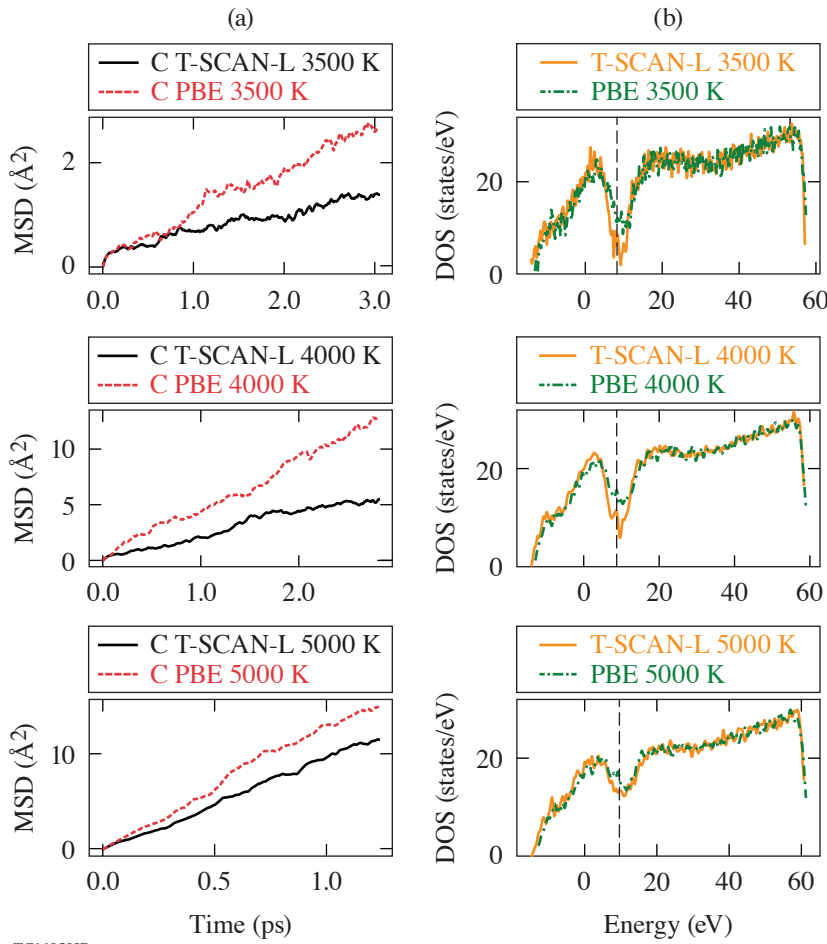 (a)
C T-SCAN-L 3500 K
C PBE 3500 K
MSD (Å²)
2
0
0.0 1.0 2.0 3.0
C T-SCAN-L 4000 K
C PBE 4000 K
MSD (Å²)
10
5
0
0.0 1.0 2.0
C T-SCAN-L 5000 K
C PBE 5000 K
MSD (Å²)
10
0
0.0 0.5 1.0
Time (ps)
(b)
T-SCAN-L 3500 K
PBE 3500 K
DOS (states/eV)
20
0
0 20 40 60
T-SCAN-L 4000 K
PBE 4000 K
DOS (states/eV)
20
0
0 20 40 60
T-SCAN-L 5000 K
PBE 5000 K
DOS (states/eV)
20
0
0 20 40 60
Energy (eV)